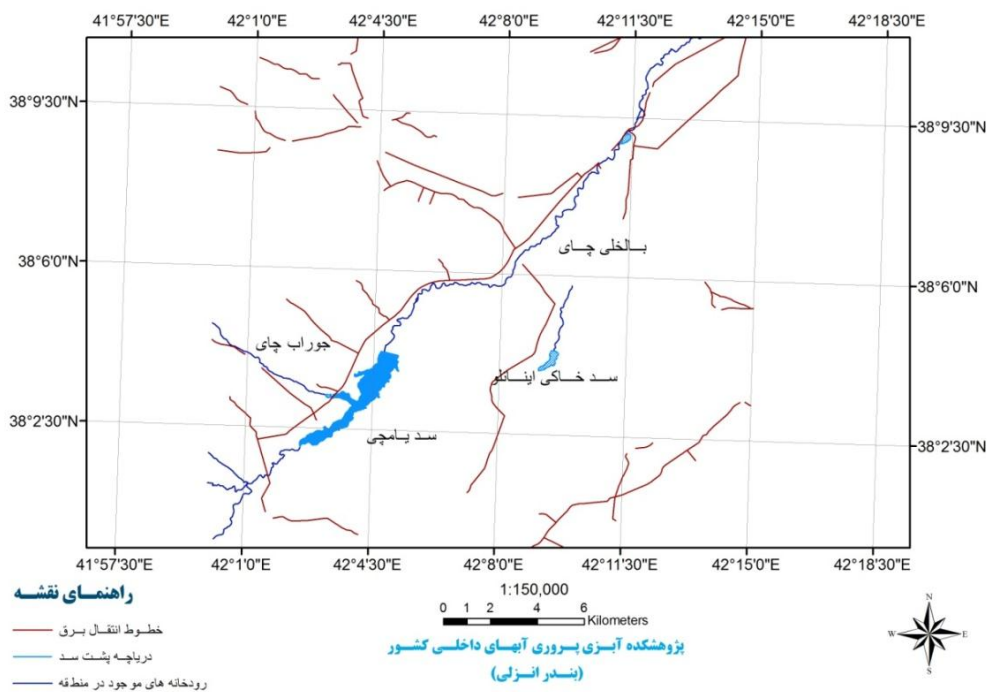 41°57'30"E 42°1'0"E 42°4'30"E 42°8'0"E 42°11'30"E 42°15'0"E 42°18'30"E
38°9'30"N 38°9'30"N
بالخلی چای
38°6'0"N 38°6'0"N
جوراب چای
سد خاکی اینانلو
سد یامچی
38°2'30"N 38°2'30"N
41°57'30"E 42°1'0"E 42°4'30"E 42°8'0"E 42°11'30"E 42°15'0"E 42°18'30"E
راهنمای نقشه
خطوط انتقال برق
دریاچه پشت سد
رودخانه های موجود در منطقه
1:150,000
0 1 2 4 6
Kilometers
پژوهشکده آبزی پروری آبهای داخلی کشور
(بندر انزلی)
N
W E
S